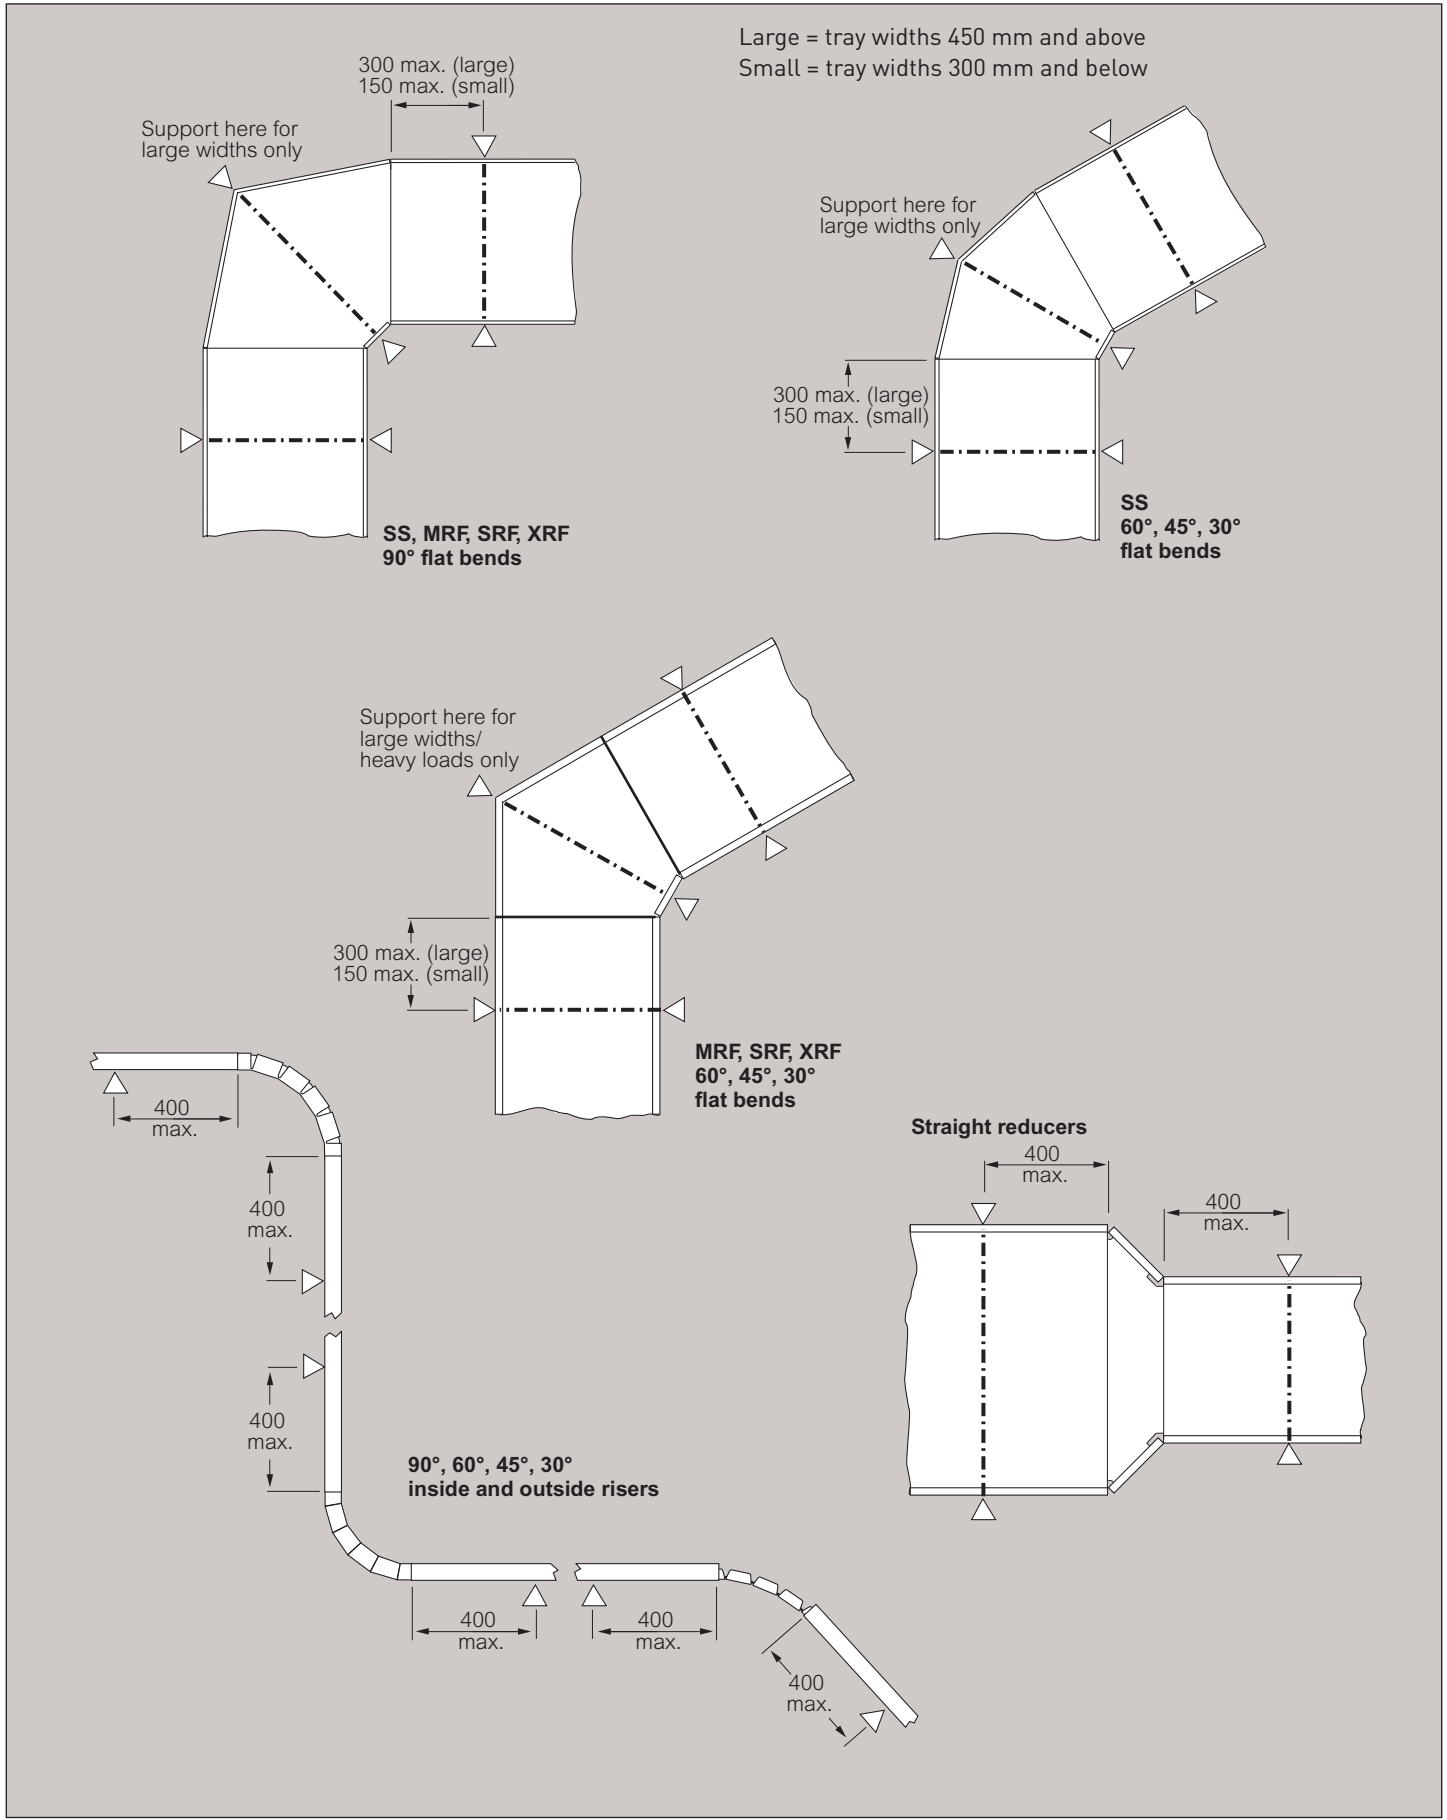 Large = tray widths 450 mm and above
Small = tray widths 300 mm and below
300 max. (large)
150 max. (small)
Support here for
large widths only
SS, MRF, SRF, XRF
90° flat bends
Support here for
large widths only
300 max. (large)
150 max. (small)
SS
60°, 45°, 30°
flat bends
Support here for
large widths/
heavy loads only
300 max. (large)
150 max. (small)
MRF, SRF, XRF
60°, 45°, 30°
flat bends
400
max.
400
max.
400
max.
90°, 60°, 45°, 30°
inside and outside risers
400
max.
400
max.
400
max.
Straight reducers
400
max.
400
max.